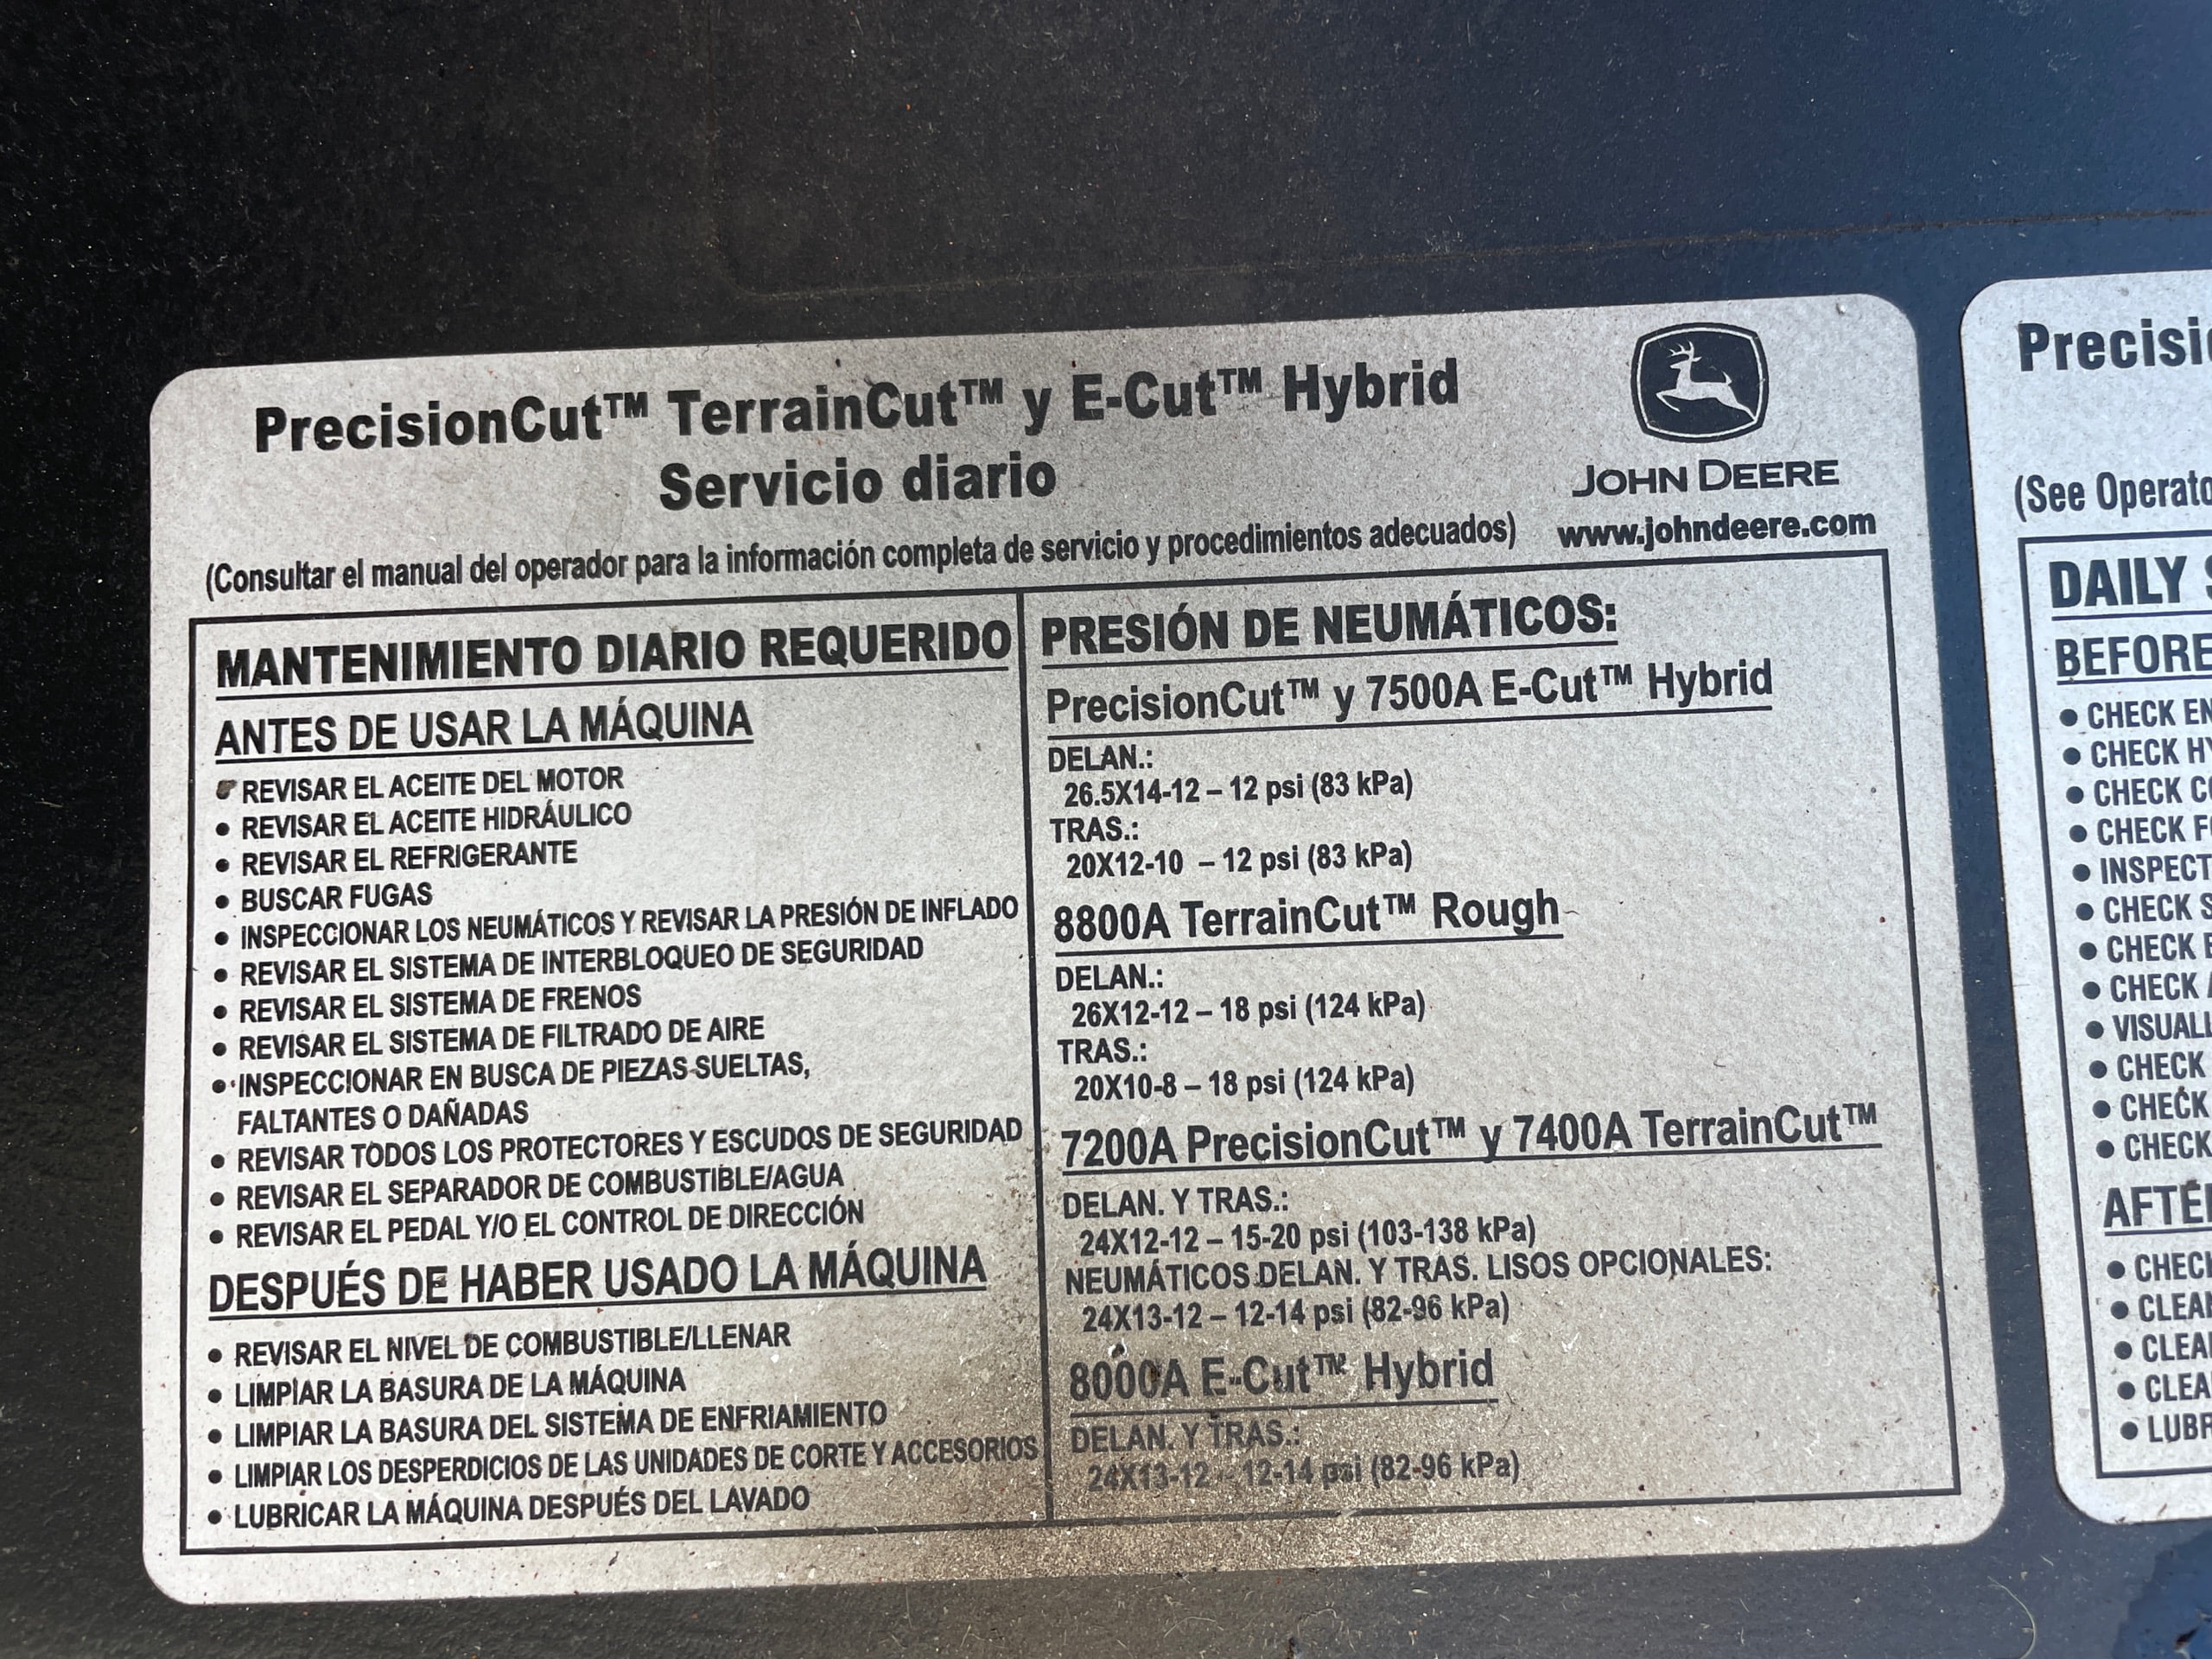 PrecisionCut™ TerrainCut™ y E-Cut™ Hybrid
Servicio diario
JOHN DEERE
www.johndeere.com
(Consultar el manual del operador para la información completa de servicio y procedimientos adecuados)
MANTENIMIENTO DIARIO REQUERIDO
ANTES DE USAR LA MÁQUINA
• REVISAR EL ACEITE DEL MOTOR
• REVISAR EL ACEITE HIDRÁULICO
• REVISAR EL REFRIGERANTE
• BUSCAR FUGAS
• INSPECCIONAR LOS NEUMÁTICOS Y REVISAR LA PRESIÓN DE INFLADO
• REVISAR EL SISTEMA DE INTERBLOQUEO DE SEGURIDAD
• REVISAR EL SISTEMA DE FRENOS
• REVISAR EL SISTEMA DE FILTRADO DE AIRE
• INSPECCIONAR EN BUSCA DE PIEZAS SUELTAS,
FALTANTES O DAÑADAS
• REVISAR TODOS LOS PROTECTORES Y ESCUDOS DE SEGURIDAD
• REVISAR EL SEPARADOR DE COMBUSTIBLE/AGUA
• REVISAR EL PEDAL Y/O EL CONTROL DE DIRECCIÓN
DESPUÉS DE HABER USADO LA MÁQUINA
• REVISAR EL NIVEL DE COMBUSTIBLE/LLENAR
• LIMPIAR LA BASURA DE LA MÁQUINA
• LIMPIAR LA BASURA DEL SISTEMA DE ENFRIAMIENTO
• LIMPIAR LOS DESPERDICIOS DE LAS UNIDADES DE CORTE Y ACCESORIOS
• LUBRICAR LA MÁQUINA DESPUÉS DEL LAVADO
PRESIÓN DE NEUMÁTICOS:
PrecisionCut™ y 7500A E-Cut™ Hybrid
DELAN.:
26.5X14-12 – 12 psi (83 kPa)
TRAS.:
20X12-10 – 12 psi (83 kPa)
8800A TerrainCut™ Rough
DELAN.:
26X12-12 – 18 psi (124 kPa)
TRAS.:
20X10-8 – 18 psi (124 kPa)
7200A PrecisionCut™ y 7400A TerrainCut™
DELAN. Y TRAS.:
24X12-12 – 15-20 psi (103-138 kPa)
NEUMÁTICOS DELAN. Y TRAS. LISOS OPCIONALES:
24X13-12 – 12-14 psi (82-96 kPa)
8000A E-Cut™ Hybrid
DELAN. Y TRAS.:
24X13-12 – 12-14 psi (82-96 kPa)
(See
DAILY
BEFORE
• CHECK
• CHECK
• CHECK
• CHECK
• INSPECT
• CHECK
• CHECK
• CHECK
•
• CHECK
• CHECK
• CHECK